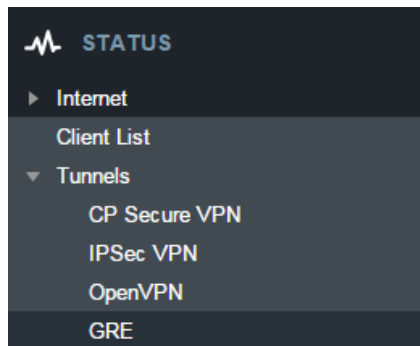 STATUS
Internet
Client List
Tunnels
CP Secure VPN
IPSec VPN
OpenVPN
GRE